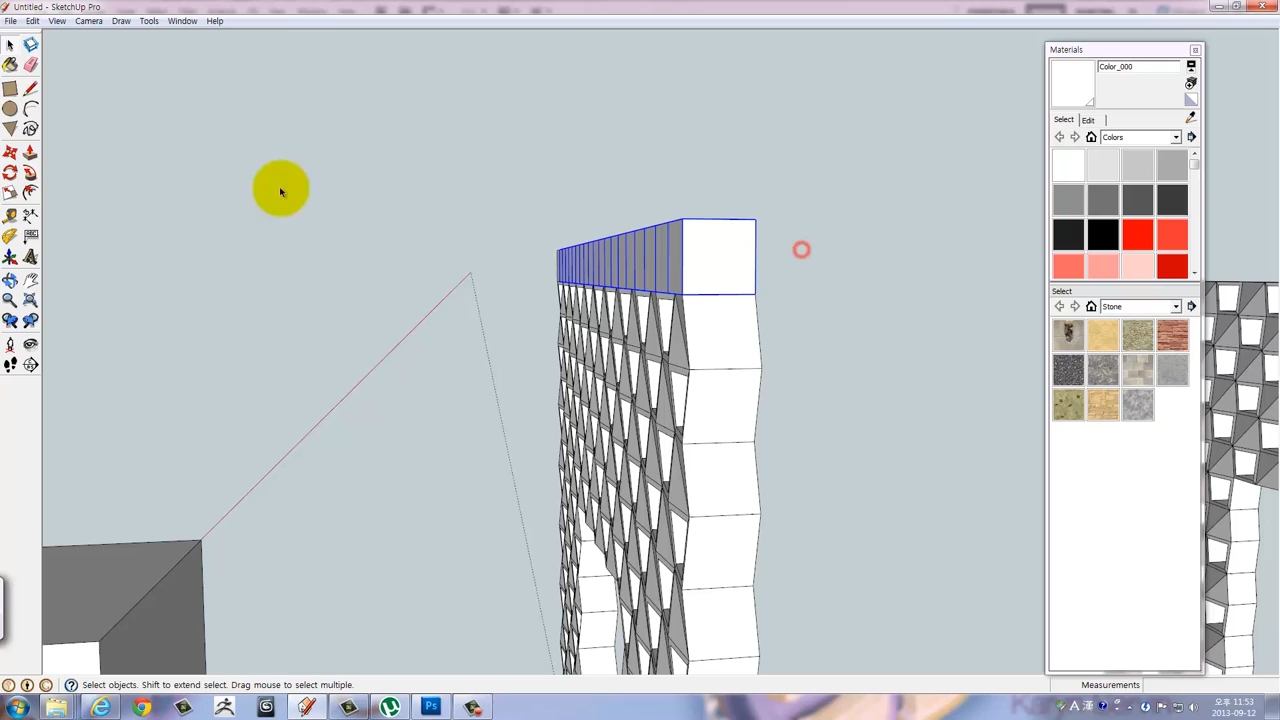 Untitled - SketchUp Pro
File Edit View Camera Draw Tools Window Help
Materials
Color_000
Select Edit
Colors
Select
Stone
Select objects. Shift to extend select. Drag mouse to select multiple.
Measurements
A 漢
오후 11:53
2013-09-12